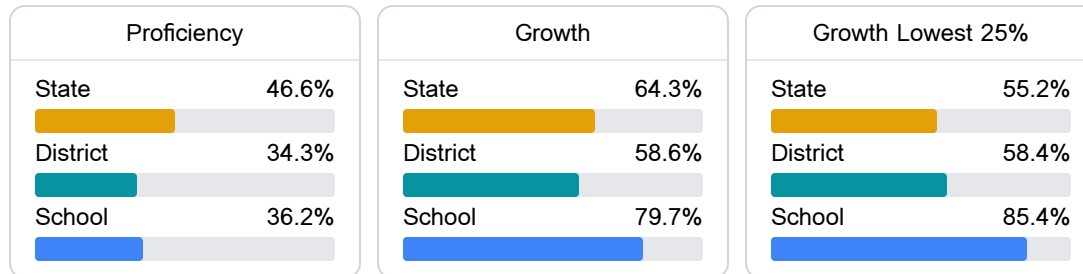 Proficiency
State 46.6%
District 34.3%
School 36.2%
Growth
State 64.3%
District 58.6%
School 79.7%
Growth Lowest 25%
State 55.2%
District 58.4%
School 85.4%